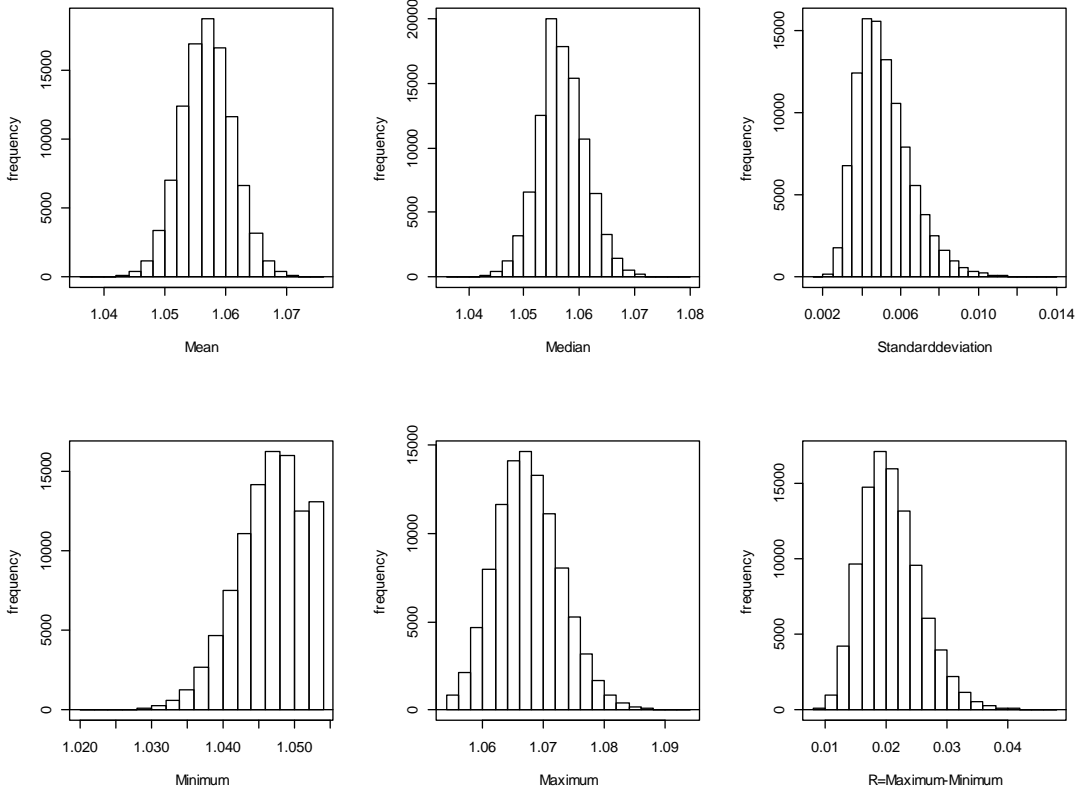 frequency
15000
10000
5000
0
1.04 1.05 1.06 1.07
Mean
frequency
20000
15000
10000
5000
0
1.04 1.05 1.06 1.07 1.08
Median
frequency
15000
10000
5000
0
0.002 0.006 0.010 0.014
Standarddeviation
frequency
15000
10000
5000
0
1.020 1.030 1.040 1.050
Minimum
frequency
15000
10000
5000
0
1.06 1.07 1.08 1.09
Maximum
frequency
15000
10000
5000
0
0.01 0.02 0.03 0.04
R=Maximum-Minimum